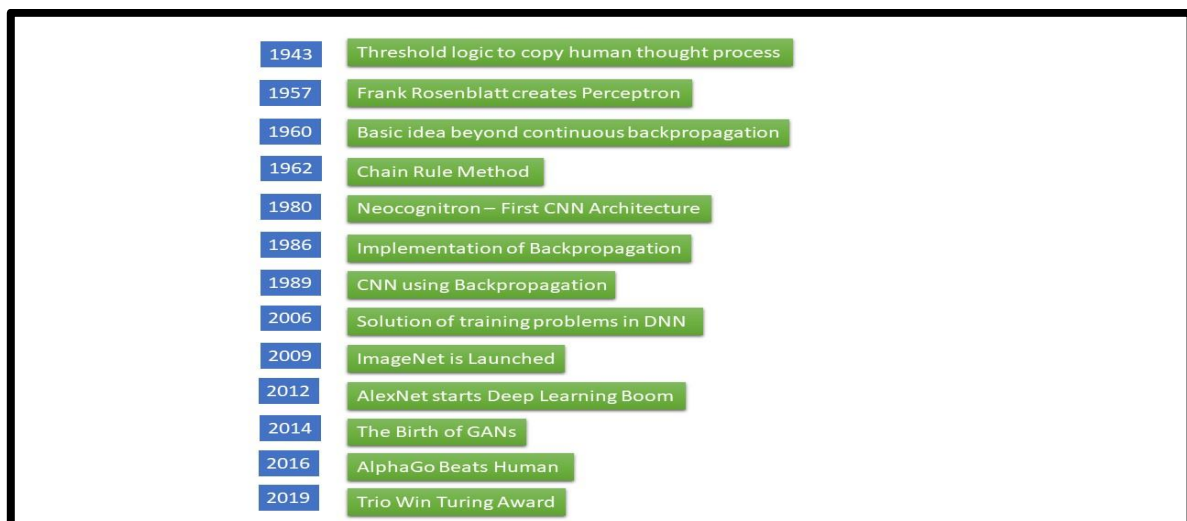 1943 Threshold logic to copy human thought process
1957 Frank Rosenblatt creates Perceptron
1960 Basic idea beyond continuous backpropagation
1962 Chain Rule Method
1980 Neocognitron – First CNN Architecture
1986 Implementation of Backpropagation
1989 CNN using Backpropagation
2006 Solution of training problems in DNN
2009 ImageNet is Launched
2012 AlexNet starts Deep Learning Boom
2014 The Birth of GANs
2016 AlphaGo Beats Human
2019 Trio Win Turing Award